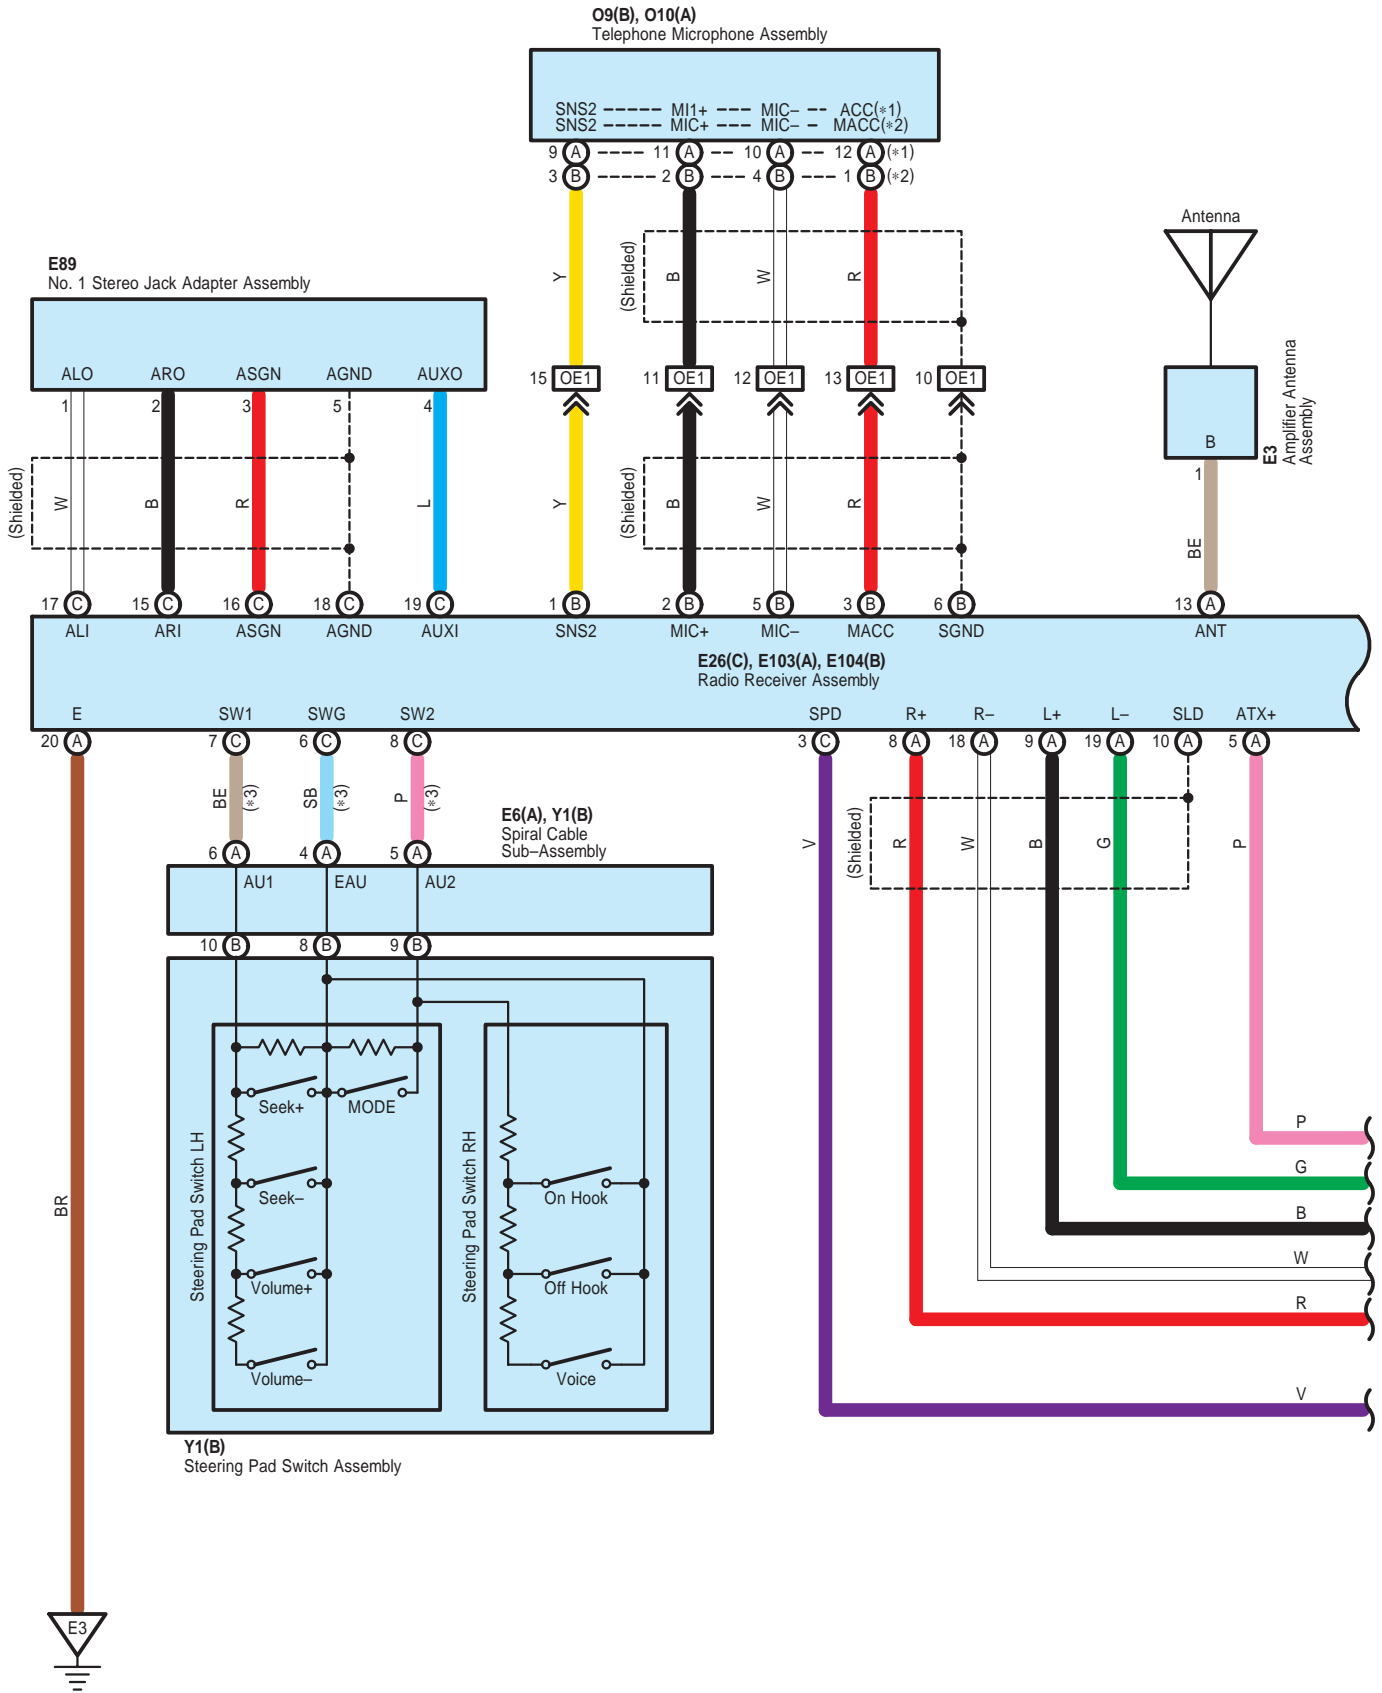 O9(B), O10(A)
Telephone Microphone Assembly
SNS2 MI1+ MIC– ACC(*1)
SNS2 MIC+ MIC– MACC(*2)
9 A 11 A 10 A 12 A (*1)
3 B 2 B 4 B 1 B (*2)
Antenna
(Shielded)
Y B W R
E89
No. 1 Stereo Jack Adapter Assembly
ALO ARO ASGN AGND AUXO
1 2 3 5 4
15 OE1 11 OE1 12 OE1 13 OE1 10 OE1
B
1
E3
Amplifier Antenna
Assembly
(Shielded)
W B R L
Y
(Shielded)
B W R
BE
17 C 15 C 16 C 18 C 19 C 1 B 2 B 5 B 3 B 6 B 13 A
ALI ARI ASGN AGND AUXI SNS2 MIC+ MIC– MACC SGND ANT
E26(C), E103(A), E104(B)
Radio Receiver Assembly
E SW1 SWG SW2 SPD R+ R– L+ L– SLD ATX+
20 A 7 C 6 C 8 C 3 C 8 A 18 A 9 A 19 A 10 A 5 A
BE (*3) SB (*3) P (*3)
E6(A), Y1(B)
Spiral Cable
Sub–Assembly
6 A 4 A 5 A
V
(Shielded)
R W B G P
AU1 EAU AU2
10 B 8 B 9 B
Steering Pad Switch LH
Seek+ MODE
Seek–
Volume+
Volume–
Steering Pad Switch RH
On Hook
Off Hook
Voice
BR
P
G
B
W
R
V
Y1(B)
Steering Pad Switch Assembly
E3